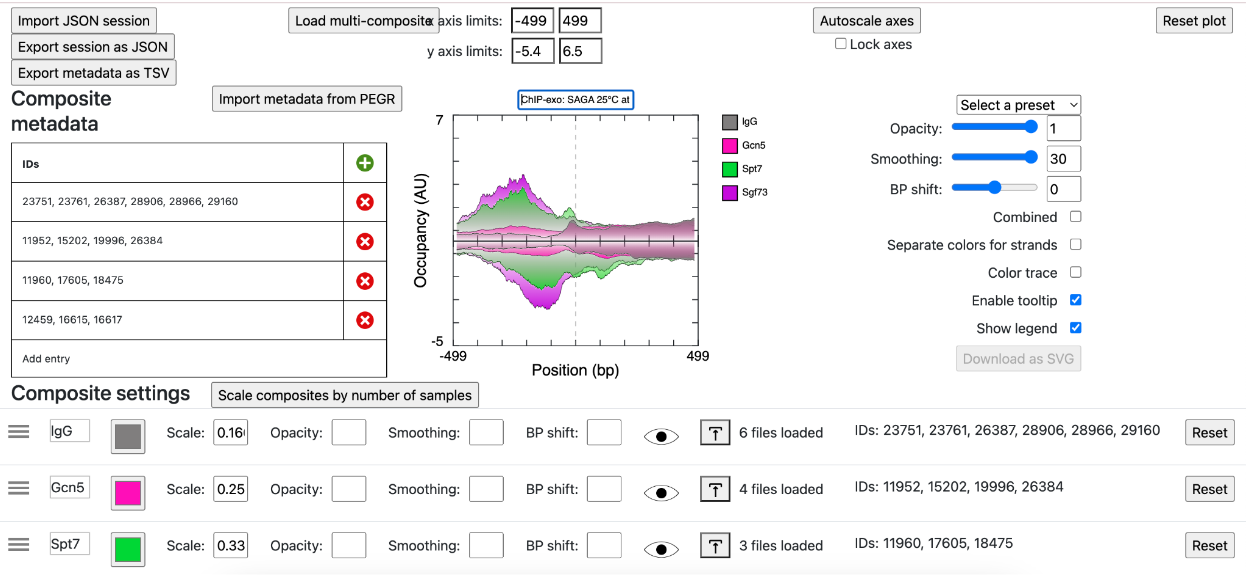 Import JSON session
Load multi-composite
x axis limits: -499 499
Autoscale axes
Reset plot
Export session as JSON
y axis limits: -5.4 6.5
Lock axes
Export metadata as TSV
Composite metadata
Import metadata from PEGR
IDs
23751, 23761, 26387, 28906, 28966, 29160
11952, 15202, 19996, 26384
11960, 17605, 18475
12459, 16615, 16617
Add entry
ChIP-exo: SAGA 25°C at
7
-5
-499
499
Occupancy (AU)
Position (bp)
IgG
Gcn5
Spt7
Sgf73
Select a preset
Opacity: 1
Smoothing: 30
BP shift: 0
Combined
Separate colors for strands
Color trace
Enable tooltip
Show legend
Download as SVG
Composite settings
Scale composites by number of samples
IgG Scale: 0.16 Opacity: Smoothing: BP shift: 6 files loaded IDs: 23751, 23761, 26387, 28906, 28966, 29160 Reset
Gcn5 Scale: 0.25 Opacity: Smoothing: BP shift: 4 files loaded IDs: 11952, 15202, 19996, 26384 Reset
Spt7 Scale: 0.33 Opacity: Smoothing: BP shift: 3 files loaded IDs: 11960, 17605, 18475 Reset